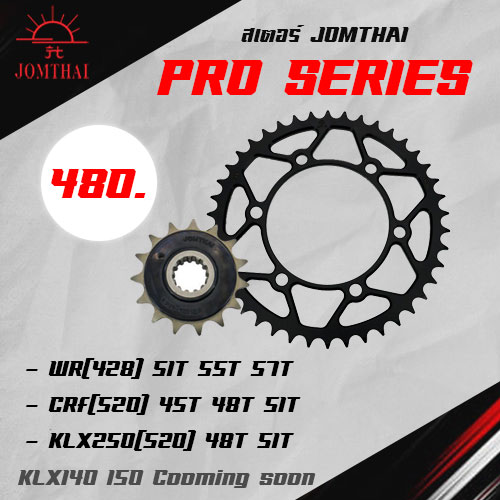 JOMTHAI
สเตอร์ JOMTHAI
PRO SERIES
480.
JOMTHAI
- WR[428] 51T 55T 57T
- CRF[520] 45T 48T 51T
- KLX250[520] 48T 51T
KLX140 150 Cooming soon